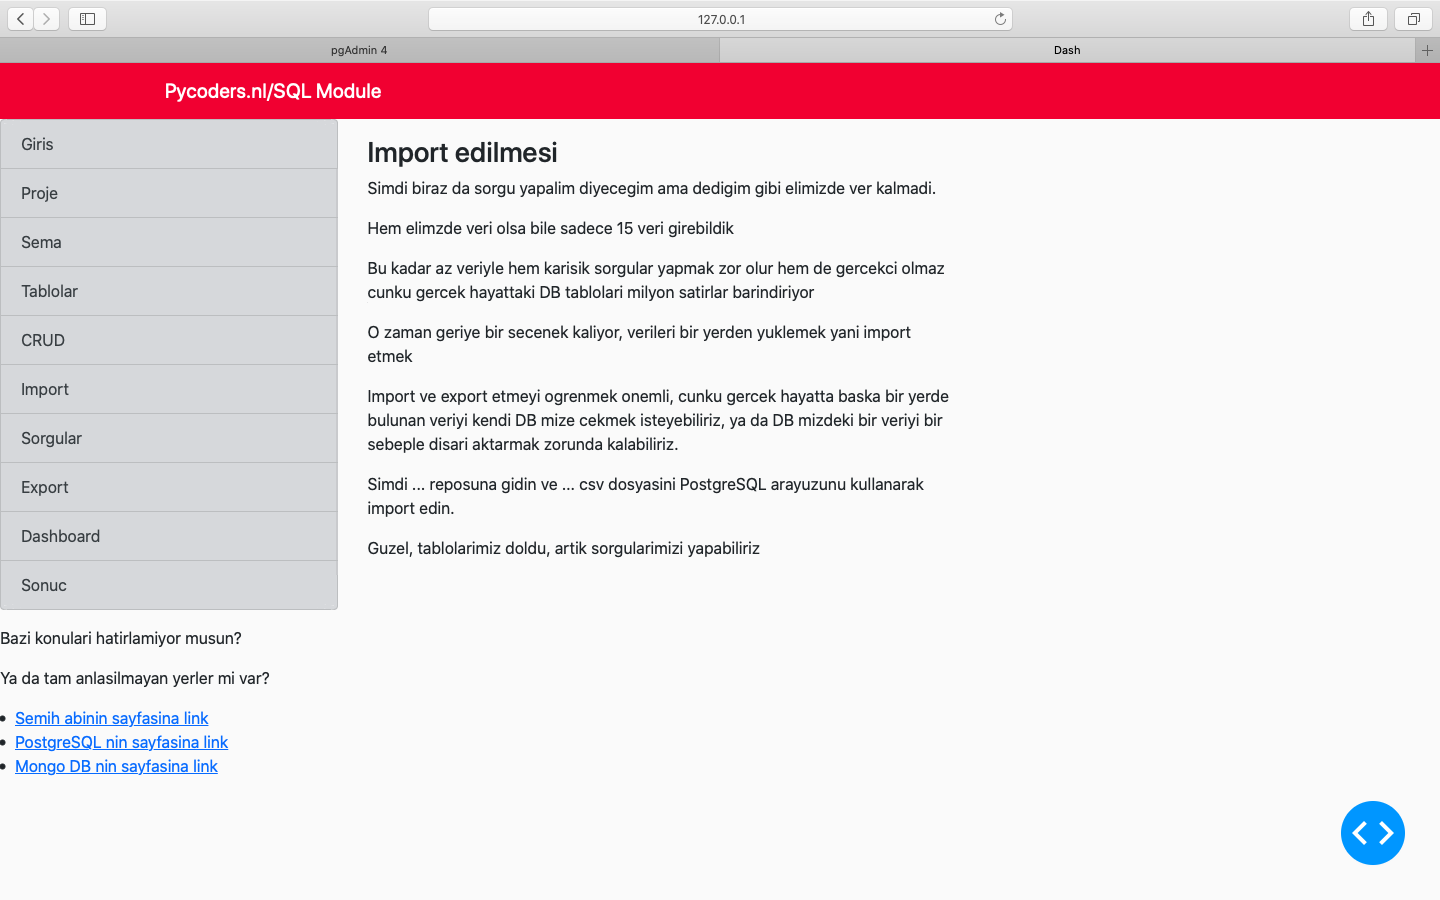 127.0.0.1
pgAdmin 4
Dash
Pycoders.nl/SQL Module
Giris
Proje
Sema
Tablolar
CRUD
Import
Sorgular
Export
Dashboard
Sonuc
Bazi konulari hatirlamiyor musun?
Ya da tam anlasilmayan yerler mi var?
Semih abinin sayfasina link
PostgreSQL nin sayfasina link
Mongo DB nin sayfasina link
Import edilmesi
Simdi biraz da sorgu yapalim diyecegim ama dedigim gibi elimizde ver kalmadi.
Hem elimzde veri olsa bile sadece 15 veri girebildik
Bu kadar az veriyle hem karisik sorgular yapmak zor olur hem de gercekci olmaz
cunku gercek hayattaki DB tablolari milyon satirlar barindiriyor
O zaman geriye bir secenek kaliyor, verileri bir yerden yuklemek yani import
etmek
Import ve export etmeyi ogrenmek onemli, cunku gercek hayatta baska bir yerde
bulunan veriyi kendi DB mize cekmek isteyebiliriz, ya da DB mizdeki bir veriyi bir
sebeple disari aktarmak zorunda kalabiliriz.
Simdi ... reposuna gidin ve ... csv dosyasini PostgreSQL arayuzunu kullanarak
import edin.
Guzel, tablolarimiz doldu, artik sorgularimizi yapabiliriz